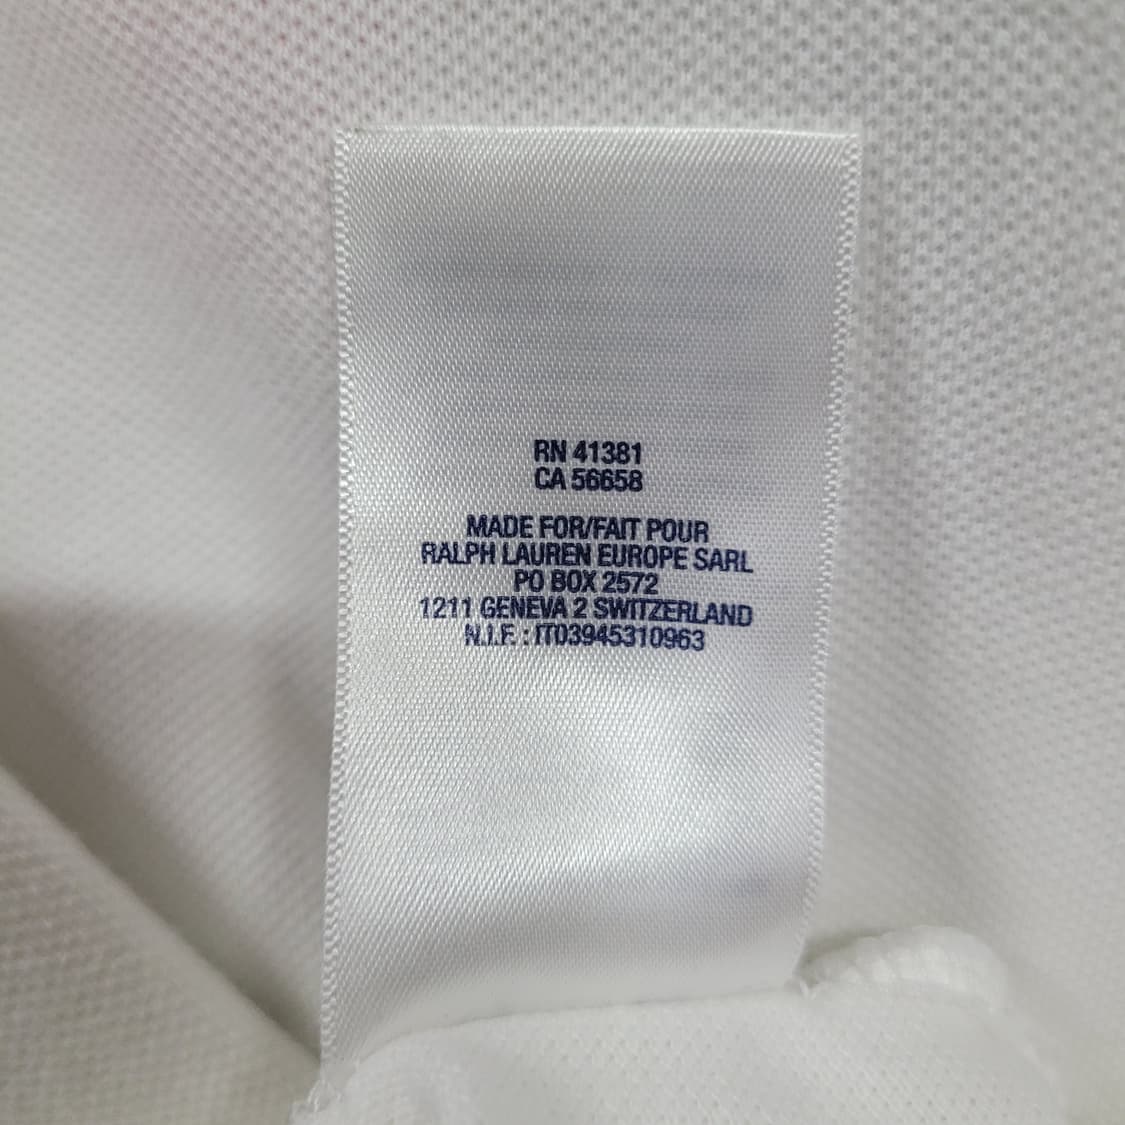 RN 41381
CA 56658
MADE FOR/FAIT POUR
RALPH LAUREN EUROPE SARL
PO BOX 2572
1211 GENEVA 2 SWITZERLAND
N.I.F. : IT03945310963